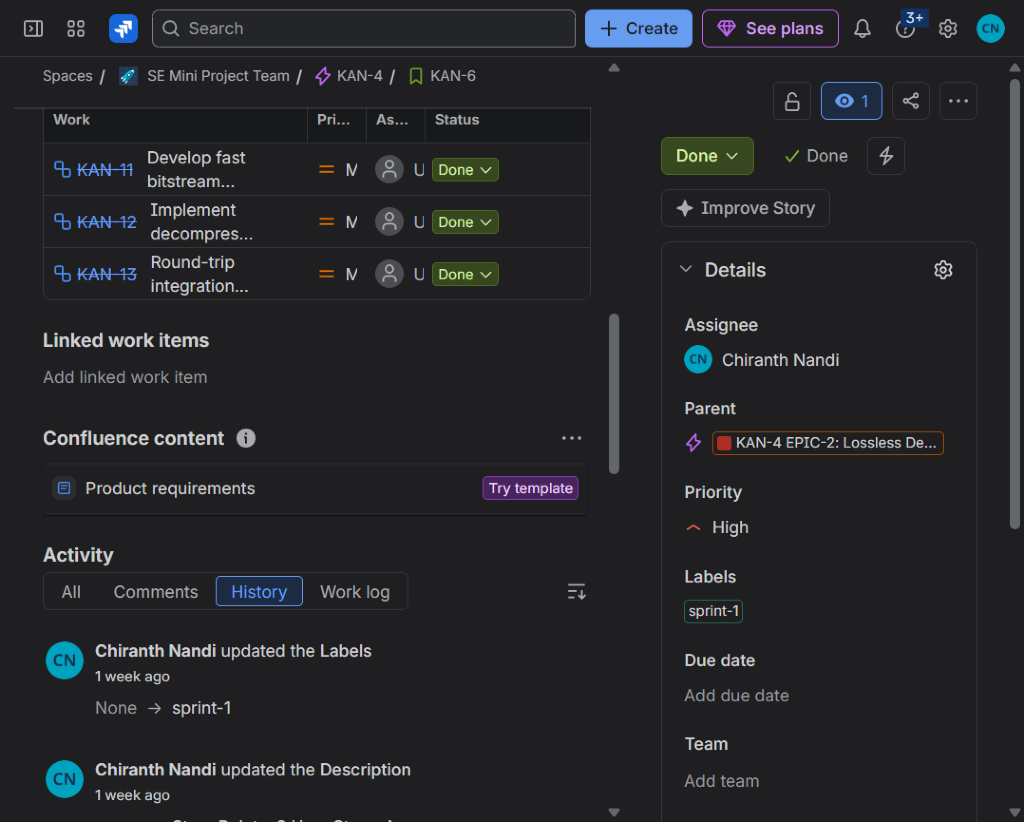 Search
Create
See plans
3+
CN
Spaces / SE Mini Project Team / KAN-4 / KAN-6
Work Pri... As... Status
KAN-11 Develop fast bitstream... M U Done
KAN-12 Implement decompres... M U Done
KAN-13 Round-trip integration... M U Done
Linked work items
Add linked work item
Confluence content
Product requirements Try template
Activity
All Comments History Work log
CN Chiranth Nandi updated the Labels
1 week ago
None → sprint-1
CN Chiranth Nandi updated the Description
1 week ago
1
Done Done
Improve Story
Details
Assignee
CN Chiranth Nandi
Parent
KAN-4 EPIC-2: Lossless De...
Priority
High
Labels
sprint-1
Due date
Add due date
Team
Add team